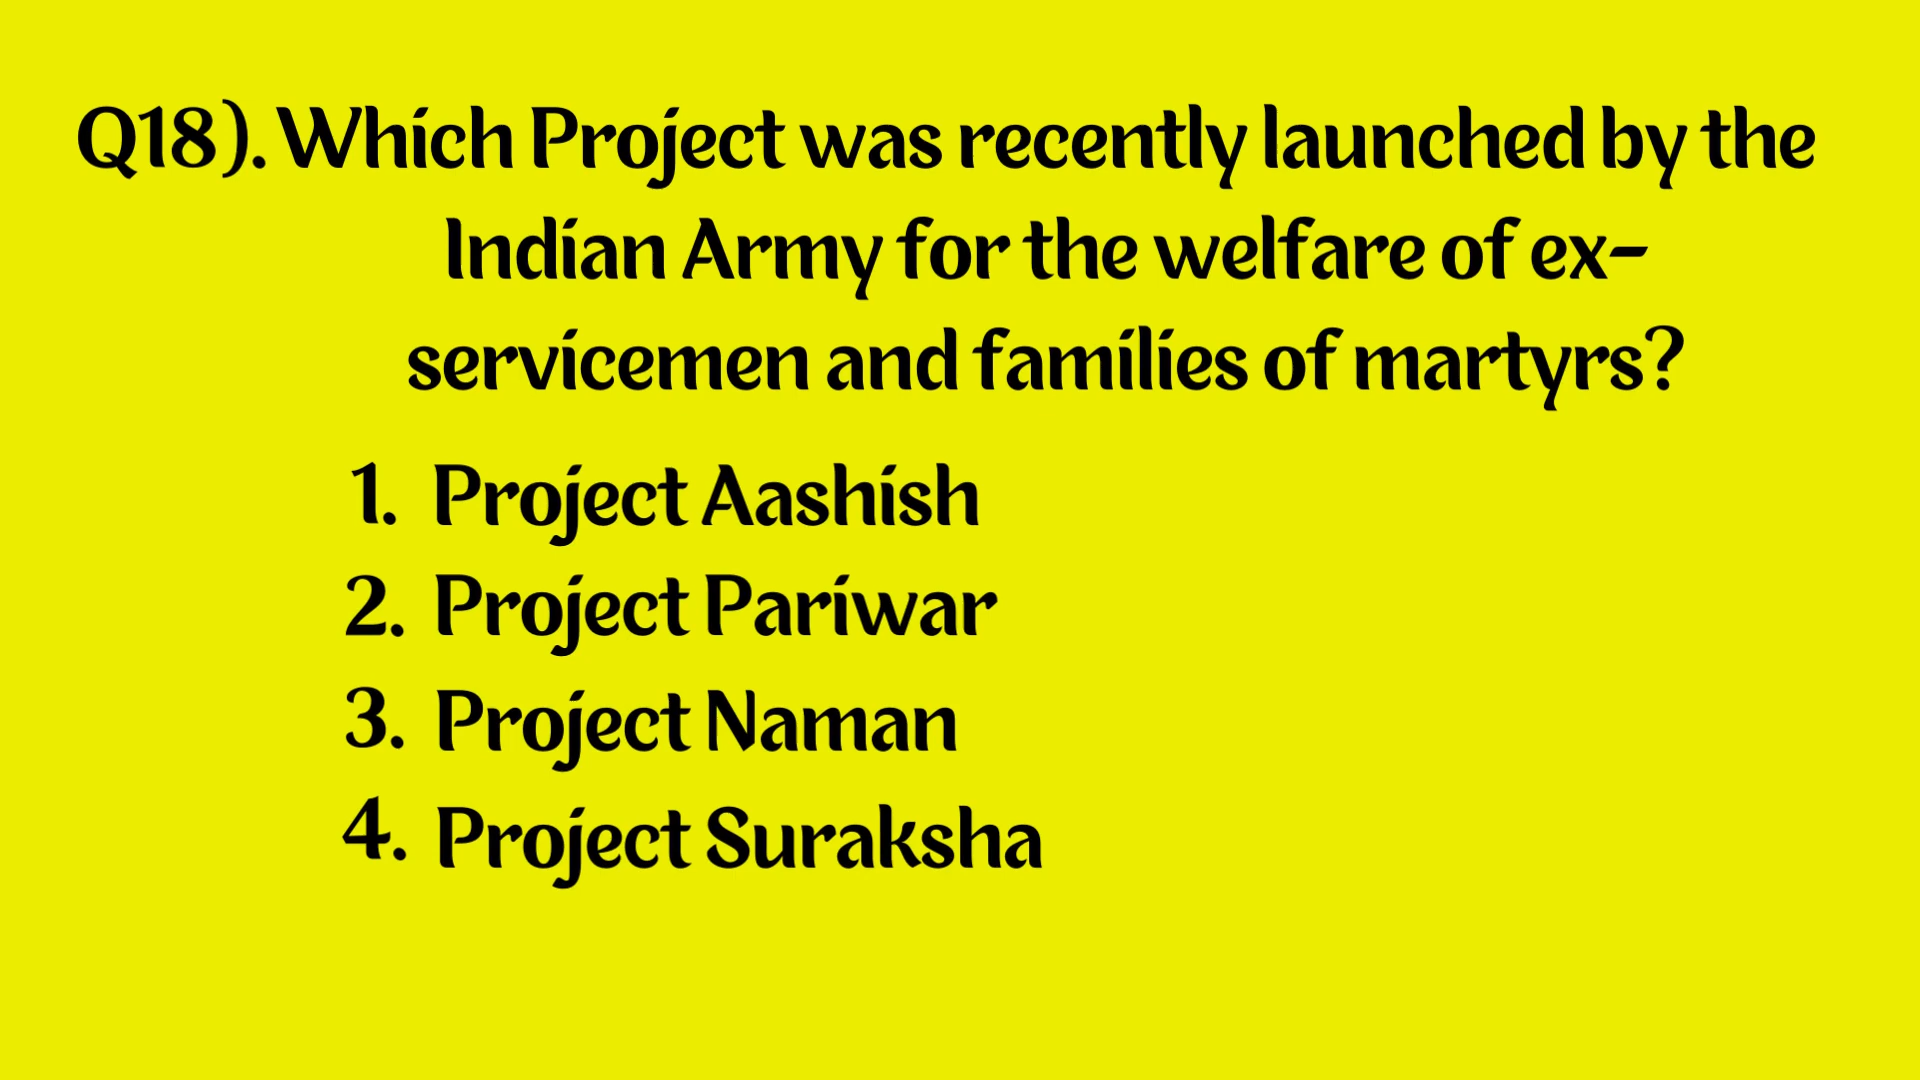 Q18). Which Project was recently launched by the
Indian Army for the welfare of ex-
servicemen and families of martyrs?
1. Project Aashish
2. Project Pariwar
3. Project Naman
4. Project Suraksha